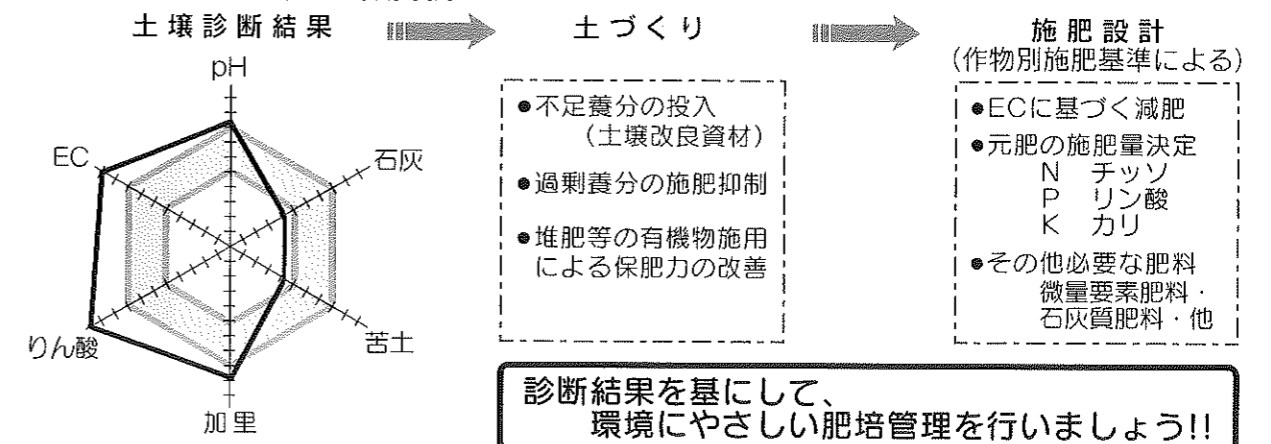 土壌診断結果
土づくり
施肥設計
(作物別施肥基準による)
pH
EC
石灰
りん酸
苦土
加里
●不足養分の投入
(土壌改良資材)
●過剰養分の施肥抑制
●堆肥等の有機物施用
による保肥力の改善
●ECに基づく減肥
●元肥の施肥量決定
N チッソ
P リン酸
K カリ
●その他必要な肥料
微量要素肥料・
石灰質肥料・他
診断結果を基にして、
環境にやさしい肥培管理を行いましょう!!